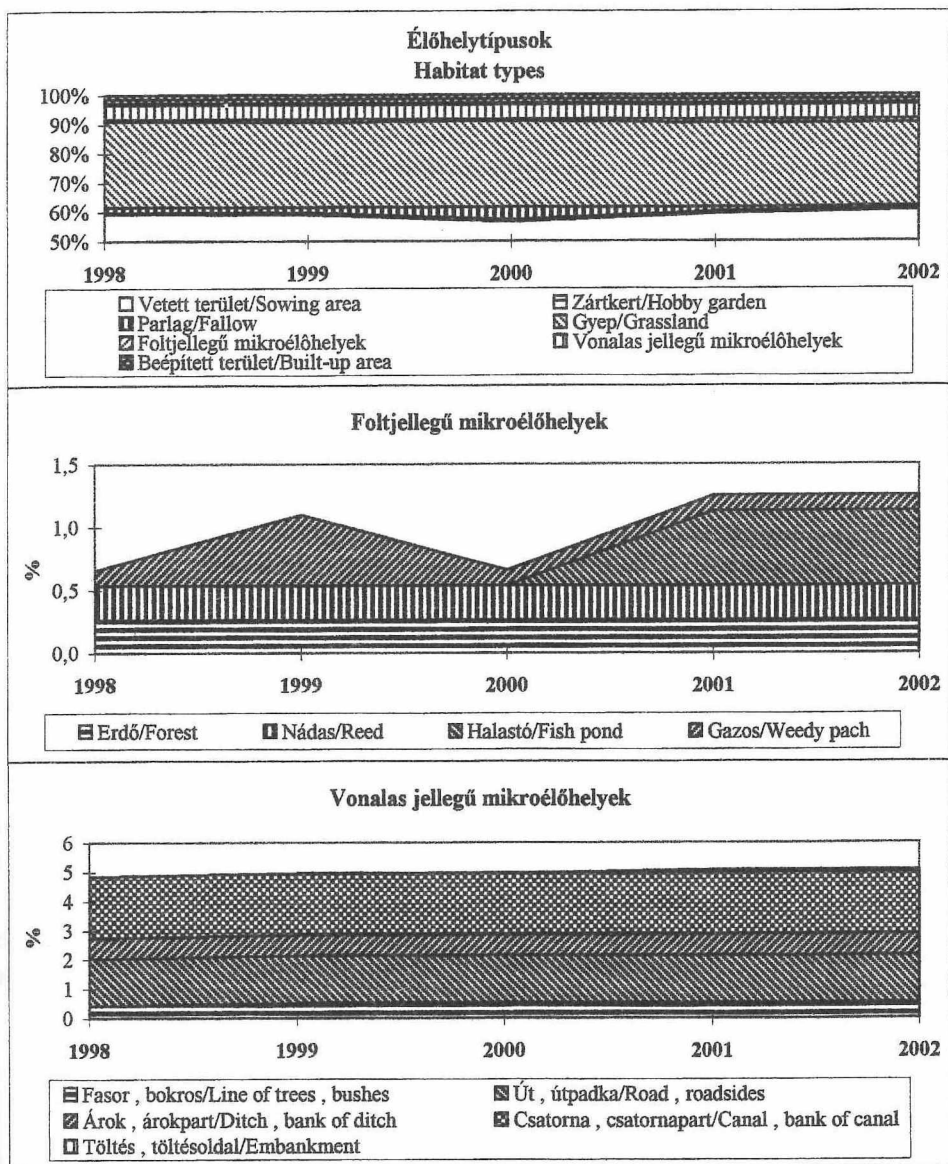 Élőhelytípusok
Habitat types
100%
90%
80%
70%
60%
50%
1998 1999 2000 2001 2002
Vetett terület/Sowing area Zártkert/Hobby garden
Parlag/Fallow Gyep/Grassland
Foltjellegű mikroélôhelyek Vonalas jellegű mikroélôhelyek
Beépített terület/Built-up area
Foltjellegű mikroélőhelyek
1,5
1,0
%
0,5
0,0
1998 1999 2000 2001 2002
Erdő/Forest Nádas/Reed Halastó/Fish pond Gazos/Weedy pach
Vonalas jellegű mikroélőhelyek
6
5
4
%
3
2
1
0
1998 1999 2000 2001 2002
Fasor , bokros/Line of trees , bushes Út , útpadka/Road , roadsides
Árok , árokpart/Ditch , bank of ditch Csatorna , csatornapart/Canal , bank of canal
Töltés , töltésoldal/Embankment